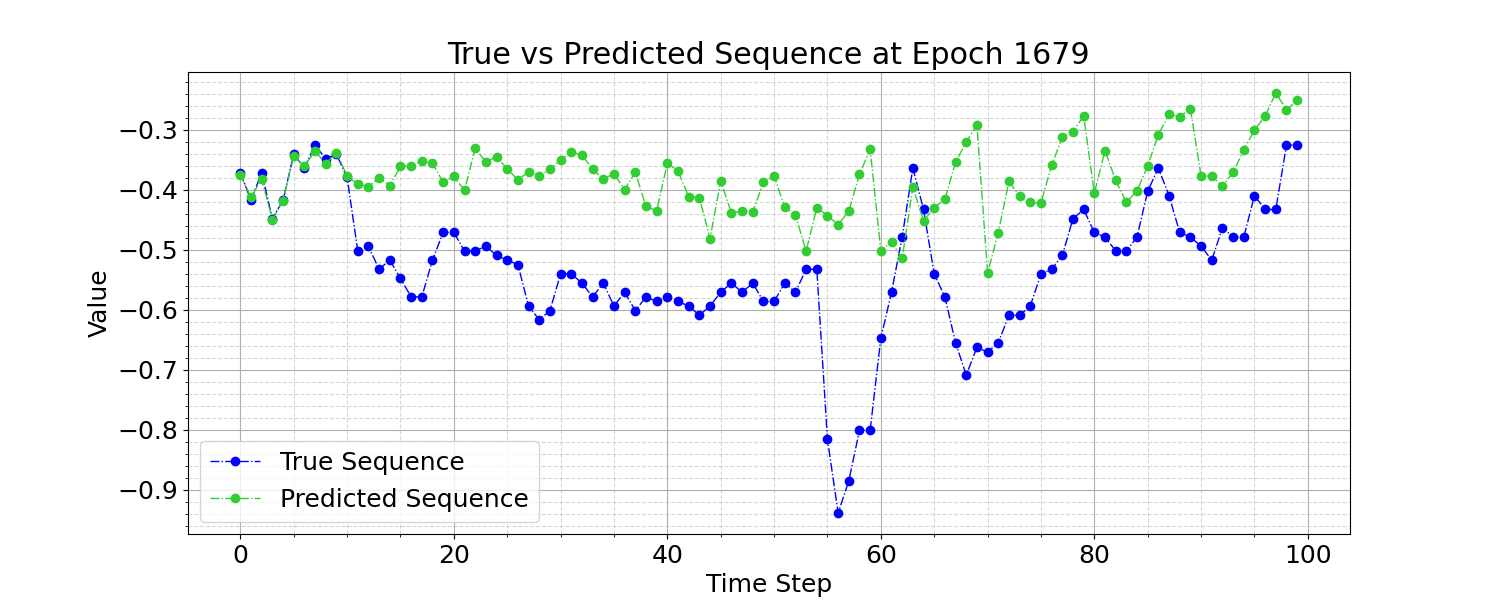 True vs Predicted Sequence at Epoch 1679
Value
−0.3
−0.4
−0.5
−0.6
−0.7
−0.8
−0.9
True Sequence
Predicted Sequence
0 20 40 60 80 100
Time Step